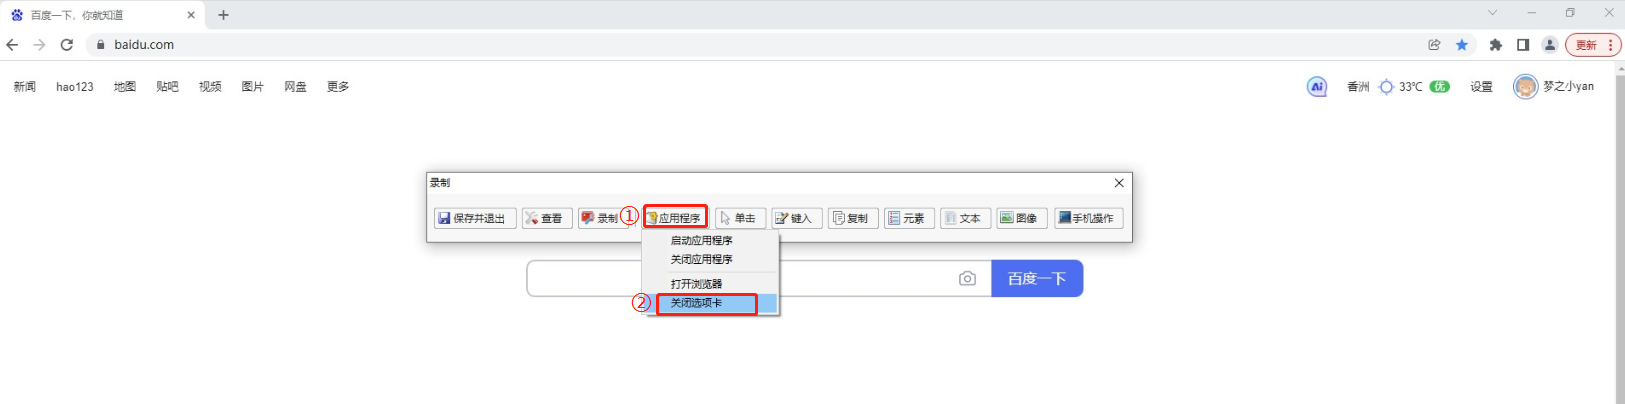 百度一下，你就知道
baidu.com
更新
新闻 hao123 地图 贴吧 视频 图片 网盘 更多
Ai 香洲 33℃ 优 设置 梦之小yan
录制
保存并退出 查看 录制 ① 应用程序 单击 键入 复制 元素 文本 图像 手机操作
启动应用程序
关闭应用程序
打开浏览器
② 关闭选项卡
百度一下